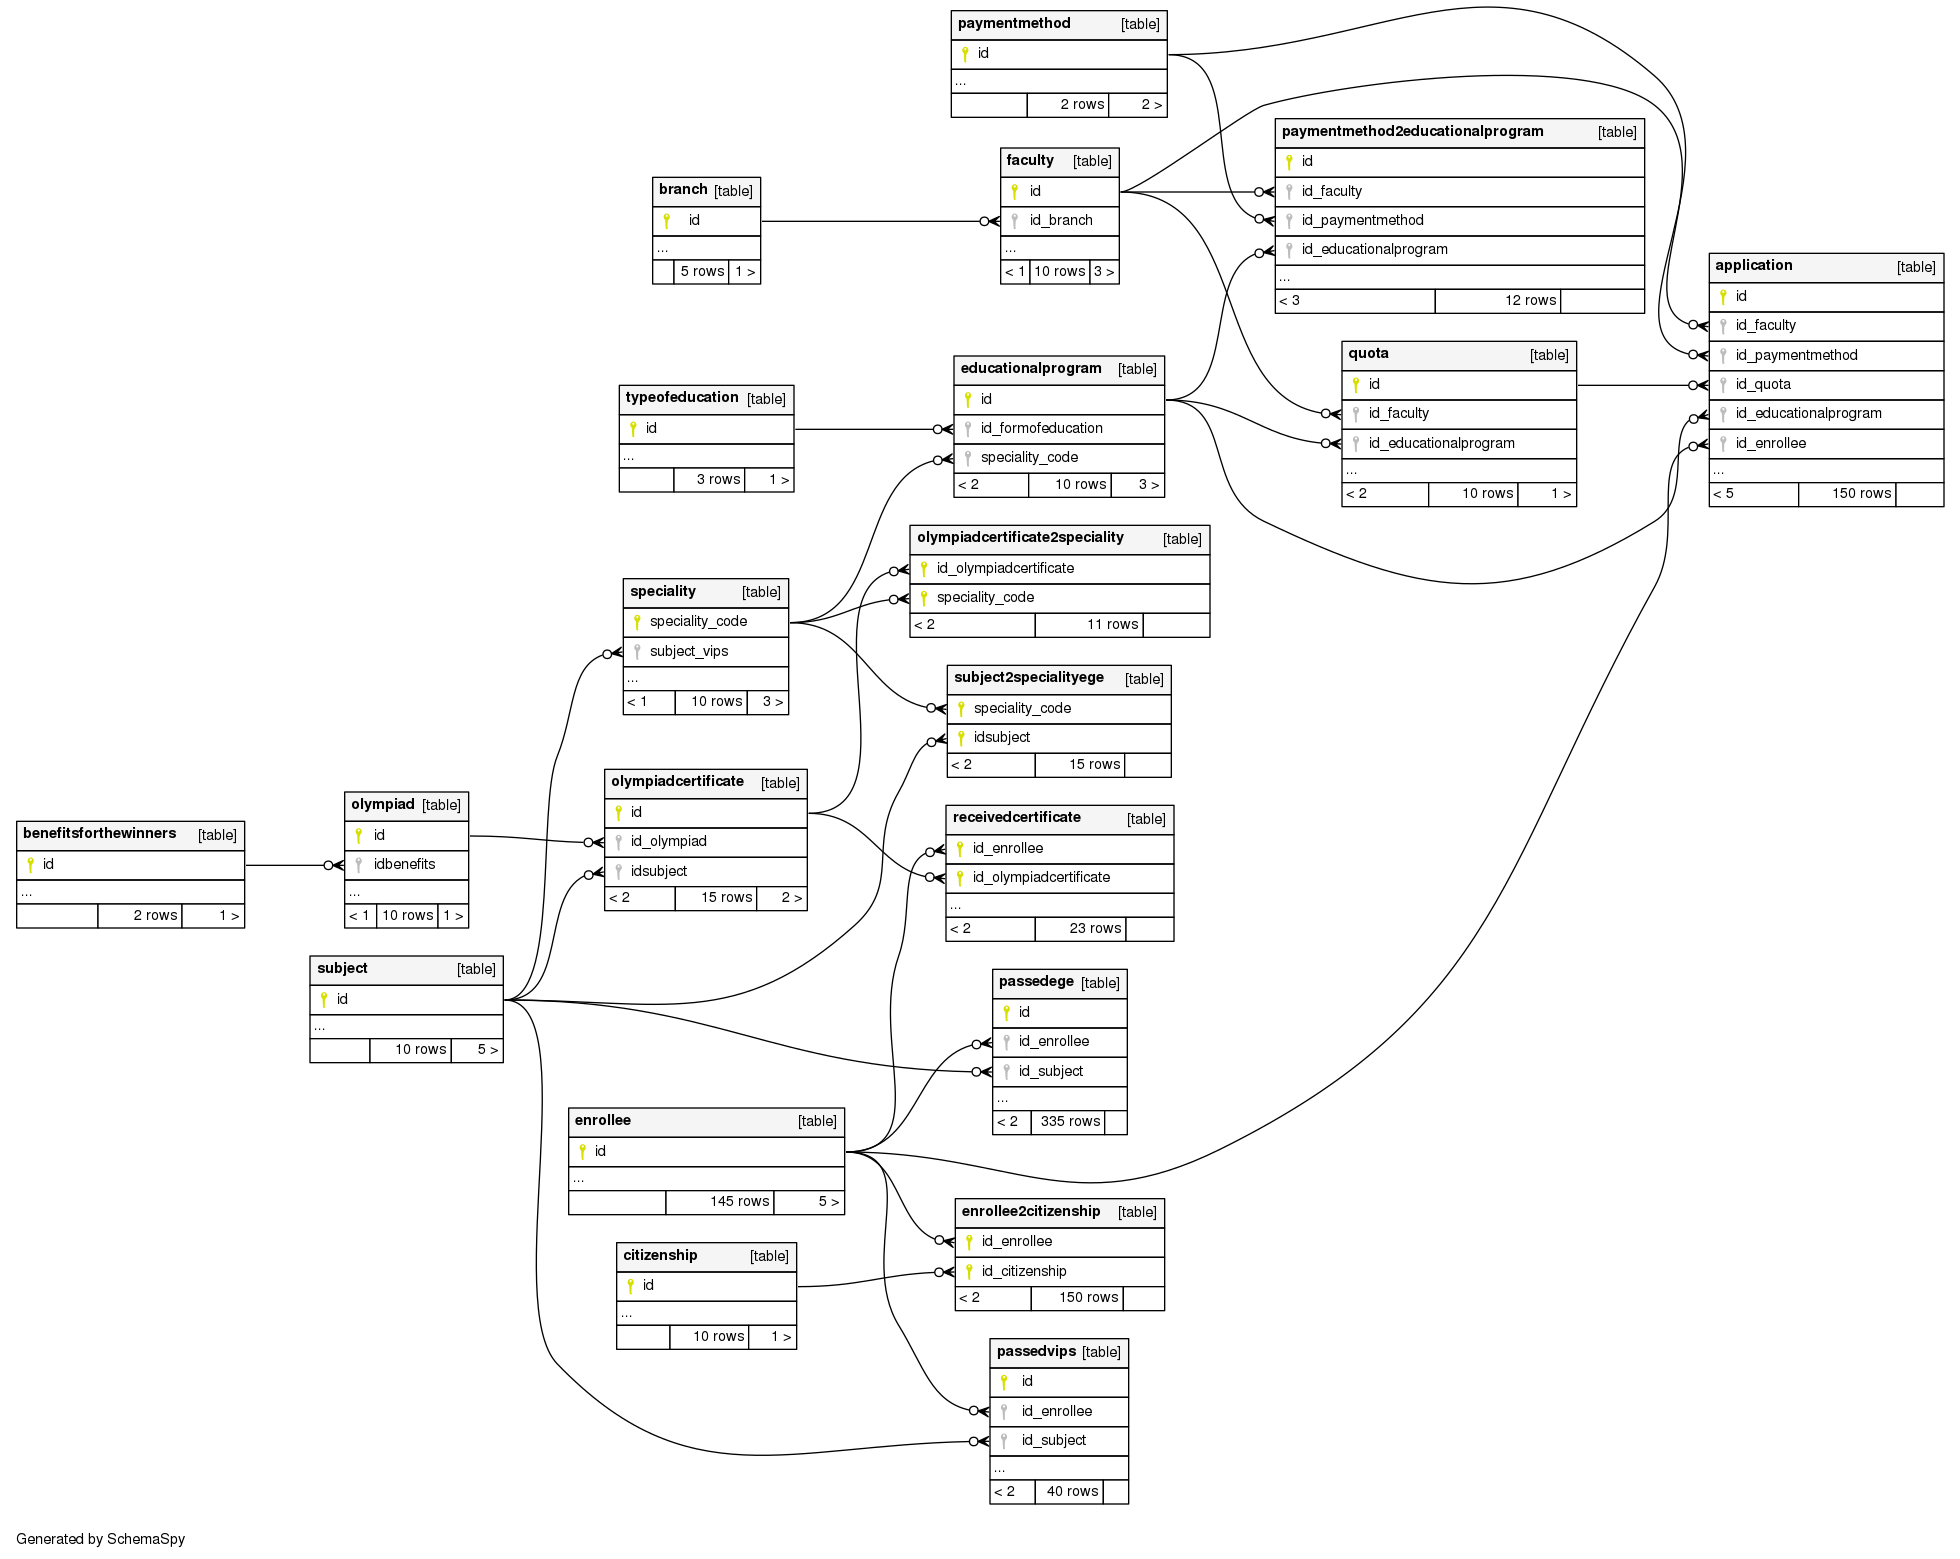 paymentmethod [table]
id
...
2 rows 2 >
paymentmethod2educationalprogram [table]
id
id_faculty
id_paymentmethod
id_educationalprogram
...
< 3 12 rows
faculty [table]
id
id_branch
...
< 1 10 rows 3 >
branch [table]
id
...
5 rows 1 >
application [table]
id
id_faculty
id_paymentmethod
id_quota
id_educationalprogram
id_enrollee
...
< 5 150 rows
quota [table]
id
id_faculty
id_educationalprogram
...
< 2 10 rows 1 >
educationalprogram [table]
id
id_formofeducation
speciality_code
< 2 10 rows 3 >
typeofeducation [table]
id
...
3 rows 1 >
olympiadcertificate2speciality [table]
id_olympiadcertificate
speciality_code
< 2 11 rows
speciality [table]
speciality_code
subject_vips
...
< 1 10 rows 3 >
subject2specialityege [table]
speciality_code
idsubject
< 2 15 rows
olympiadcertificate [table]
id
id_olympiad
idsubject
< 2 15 rows 2 >
olympiad [table]
id
idbenefits
...
< 1 10 rows 1 >
benefitsforthewinners [table]
id
...
2 rows 1 >
receivedcertificate [table]
id_enrollee
id_olympiadcertificate
...
< 2 23 rows
subject [table]
id
...
10 rows 5 >
passedege [table]
id
id_enrollee
id_subject
...
< 2 335 rows
enrollee [table]
id
...
145 rows 5 >
enrollee2citizenship [table]
id_enrollee
id_citizenship
< 2 150 rows
citizenship [table]
id
...
10 rows 1 >
passedvips [table]
id
id_enrollee
id_subject
...
< 2 40 rows
Generated by SchemaSpy